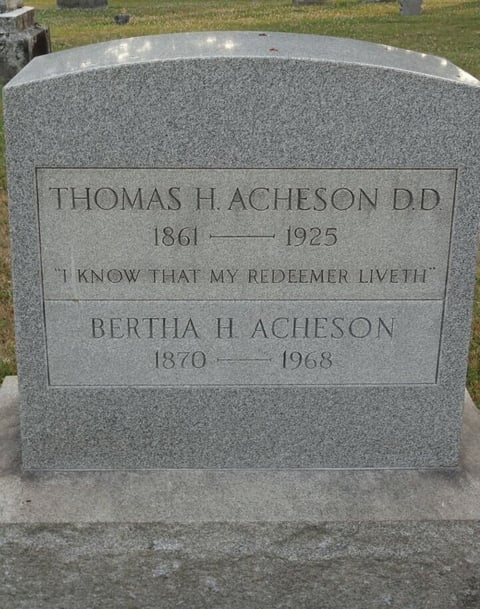 THOMAS H. ACHESON D.D.
1861 — 1925
"I KNOW THAT MY REDEEMER LIVETH"
BERTHA H. ACHESON
1870 — 1968